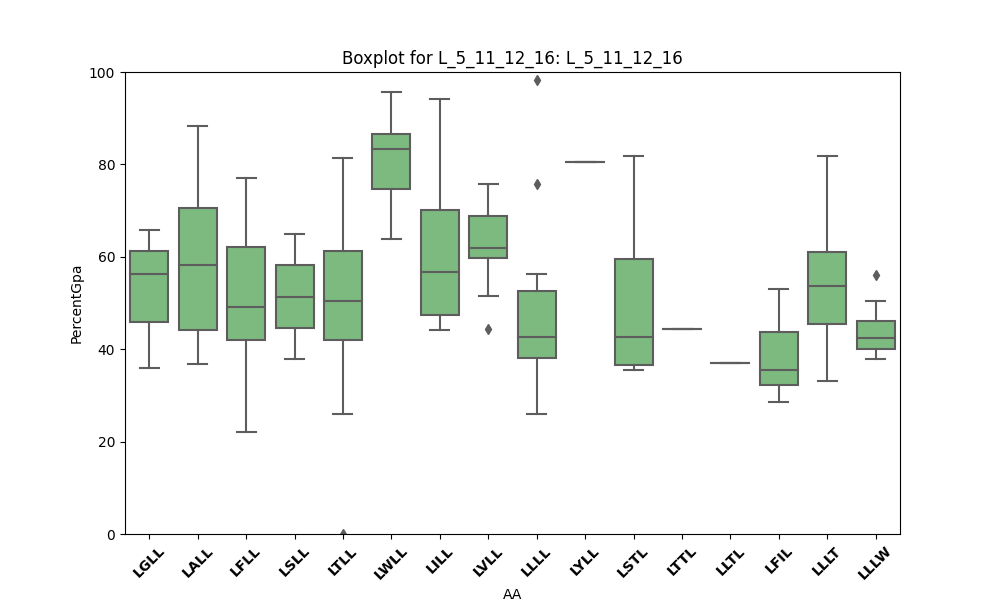 Boxplot for L_5_11_12_16: L_5_11_12_16
100
80
60
40
20
0
PercentGpa
LGLL LALL LFLL LSLL LTLL LWLL LILL LVLL LLLL LYLL LSTL LTTL LLTL LFIL LLLT LLLW
AA